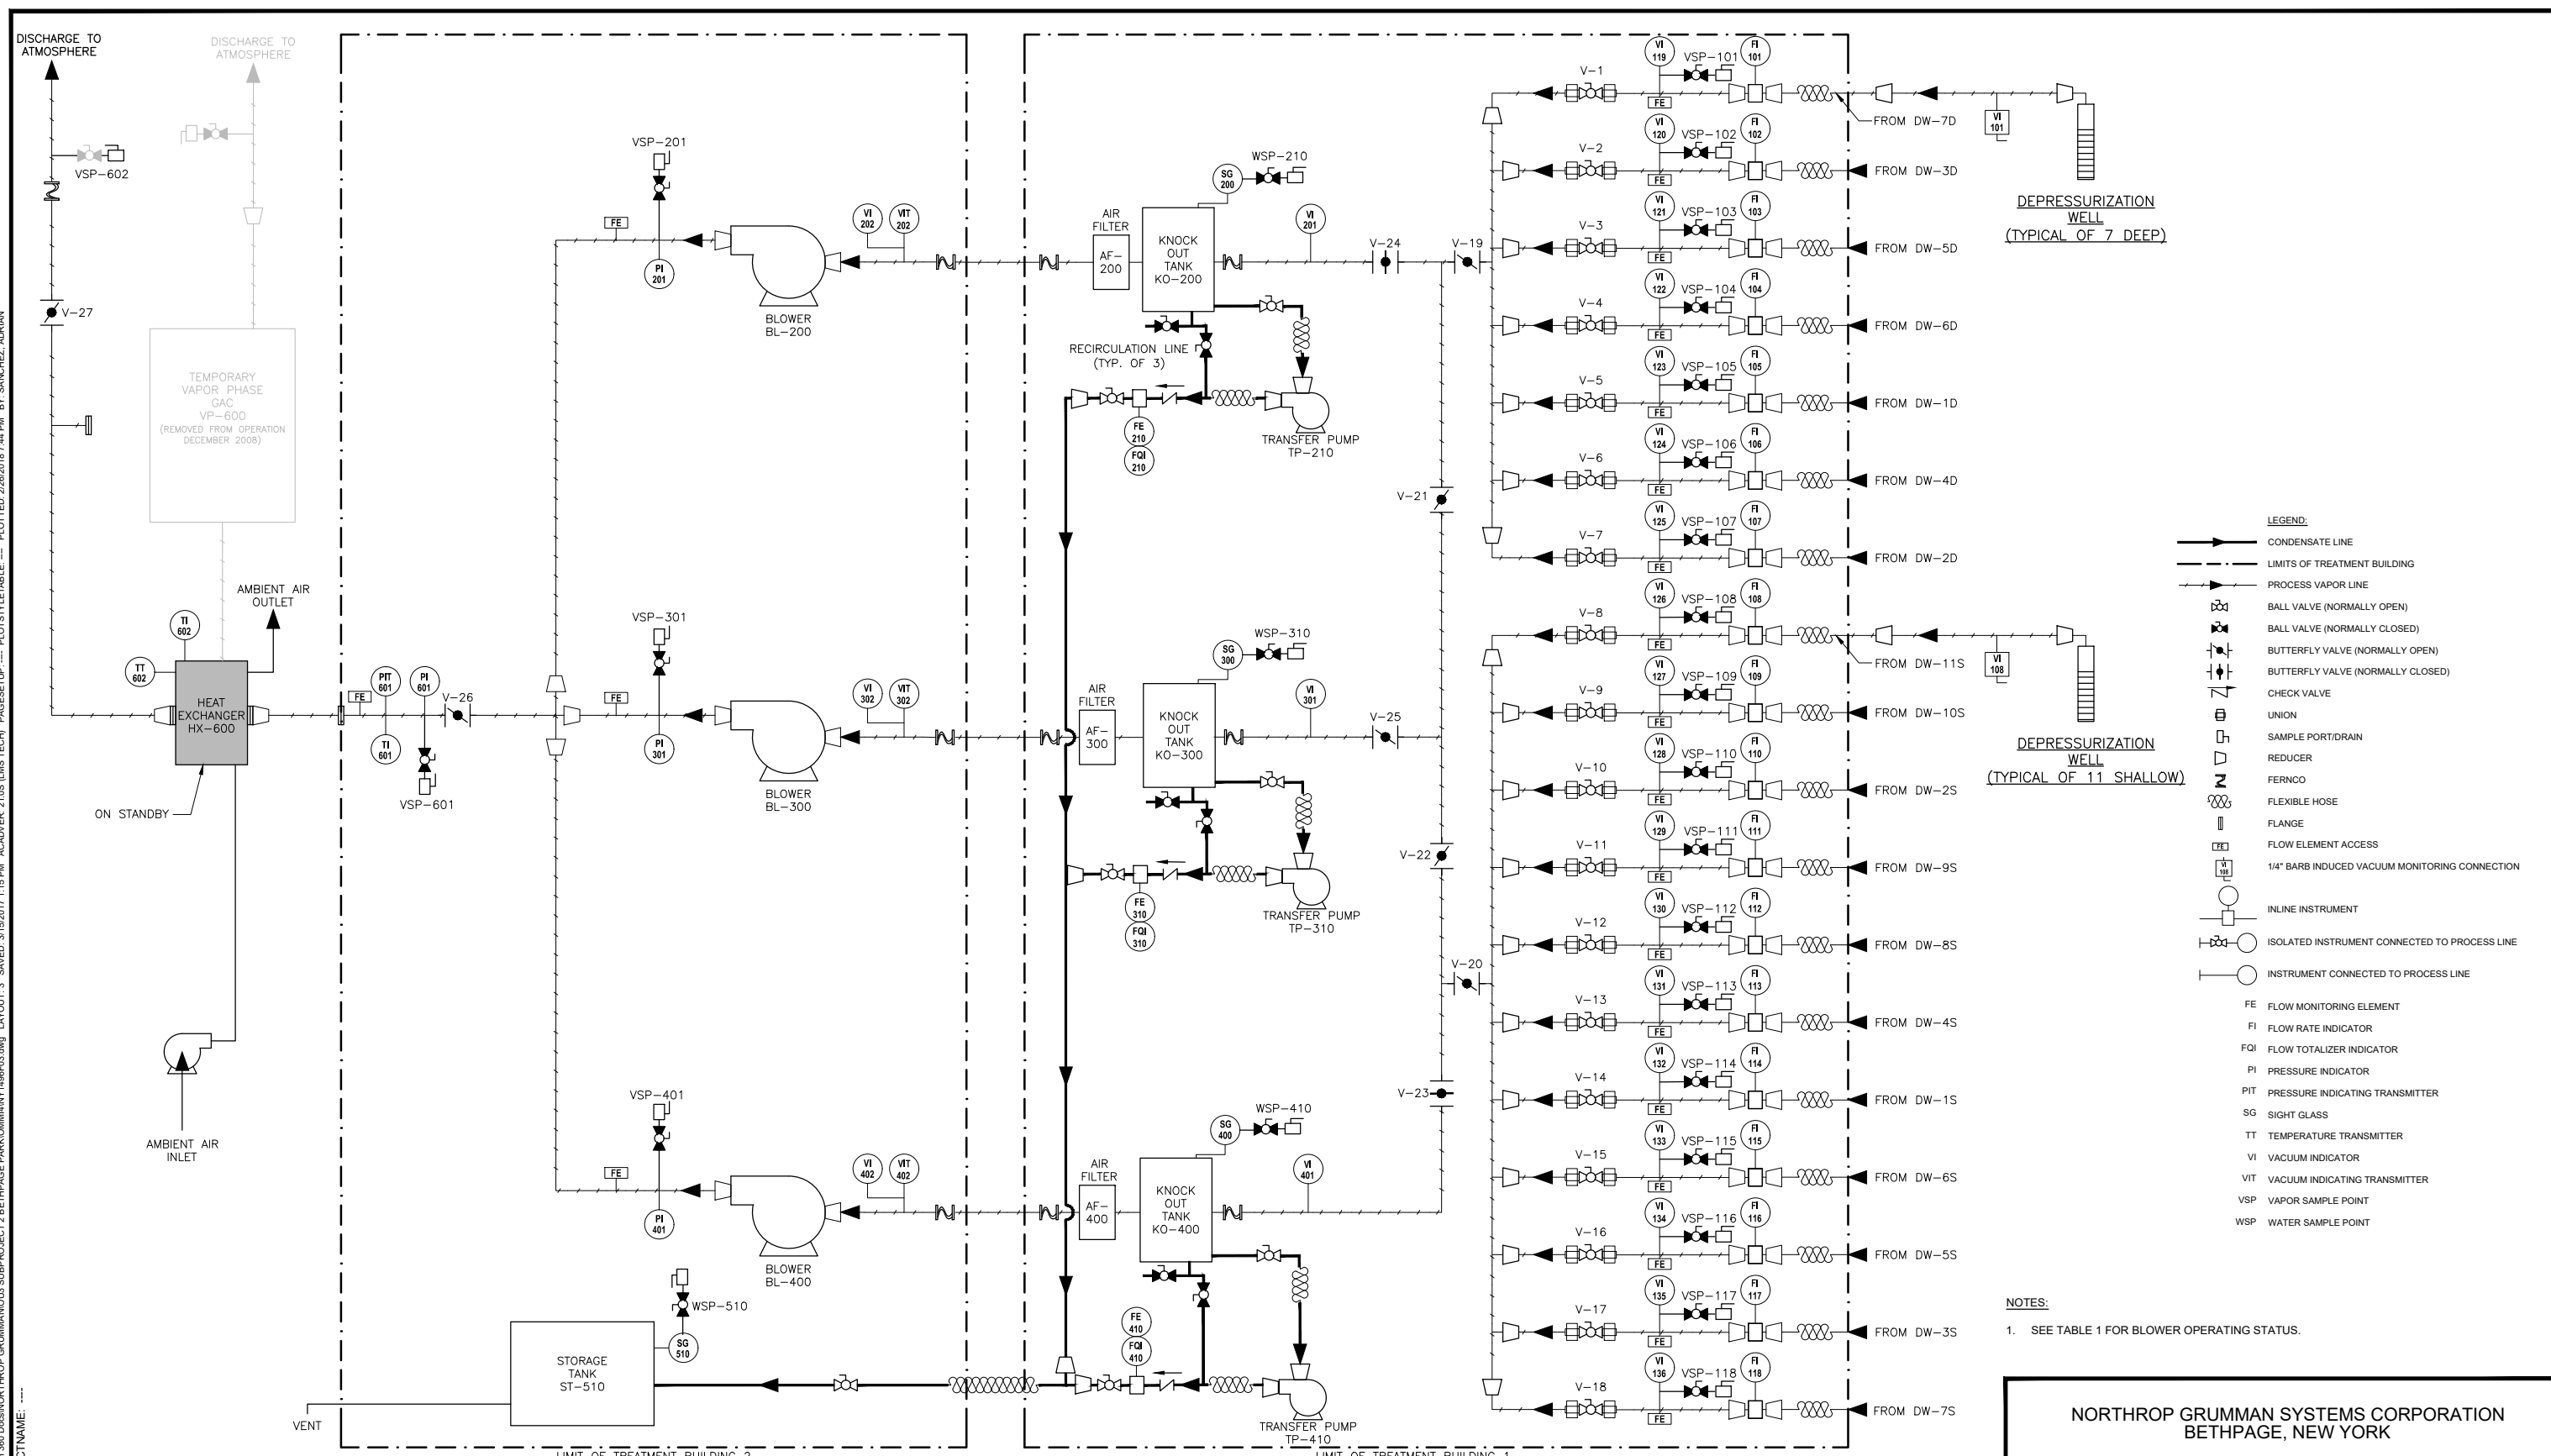 DISCHARGE TO
ATMOSPHERE
DISCHARGE TO
ATMOSPHERE
VSP-602
V-27
TEMPORARY
VAPOR PHASE
GAC
VP-600
(REMOVED FROM OPERATION
DECEMBER 2008)
AMBIENT AIR
OUTLET
TI
602
TT
602
HEAT
EXCHANGER
HX-600
ON STANDBY
AMBIENT AIR
INLET
VENT
FE
PIT
601
PI
601
V-26
TI
601
VSP-601
VSP-201
FE
PI
201
BLOWER
BL-200
VI
202
VIT
202
VSP-301
FE
PI
301
BLOWER
BL-300
VI
302
VIT
302
VSP-401
FE
PI
401
BLOWER
BL-400
VI
402
VIT
402
WSP-510
SG
510
STORAGE
TANK
ST-510
LIMIT OF TREATMENT BUILDING 2
AIR
FILTER
AF-
200
KNOCK
OUT
TANK
KO-200
SG
200
WSP-210
VI
201
V-24
V-19
RECIRCULATION LINE
(TYP. OF 3)
FE
210
FQI
210
TRANSFER PUMP
TP-210
V-21
AIR
FILTER
AF-
300
KNOCK
OUT
TANK
KO-300
SG
300
WSP-310
VI
301
V-25
FE
310
FQI
310
TRANSFER PUMP
TP-310
V-22
V-20
V-23
AIR
FILTER
AF-
400
KNOCK
OUT
TANK
KO-400
SG
400
WSP-410
VI
401
FE
410
FQI
410
TRANSFER PUMP
TP-410
LIMIT OF TREATMENT BUILDING 1
V-1
VI
119
VSP-101
FI
101
FE
FROM DW-7D
VI
101
V-2
VI
120
VSP-102
FI
102
FE
FROM DW-3D
V-3
VI
121
VSP-103
FI
103
FE
FROM DW-5D
V-4
VI
122
VSP-104
FI
104
FE
FROM DW-6D
V-5
VI
123
VSP-105
FI
105
FE
FROM DW-1D
V-6
VI
124
VSP-106
FI
106
FE
FROM DW-4D
V-7
VI
125
VSP-107
FI
107
FE
FROM DW-2D
V-8
VI
126
VSP-108
FI
108
FE
FROM DW-11S
VI
108
V-9
VI
127
VSP-109
FI
109
FE
FROM DW-10S
V-10
VI
128
VSP-110
FI
110
FE
FROM DW-2S
V-11
VI
129
VSP-111
FI
111
FE
FROM DW-9S
V-12
VI
130
VSP-112
FI
112
FE
FROM DW-8S
V-13
VI
131
VSP-113
FI
113
FE
FROM DW-4S
V-14
VI
132
VSP-114
FI
114
FE
FROM DW-1S
V-15
VI
133
VSP-115
FI
115
FE
FROM DW-6S
V-16
VI
134
VSP-116
FI
116
FE
FROM DW-5S
V-17
VI
135
VSP-117
FI
117
FE
FROM DW-3S
V-18
VI
136
VSP-118
FI
118
FE
FROM DW-7S
DEPRESSURIZATION
WELL
(TYPICAL OF 7 DEEP)
DEPRESSURIZATION
WELL
(TYPICAL OF 11 SHALLOW)
LEGEND:
CONDENSATE LINE
LIMITS OF TREATMENT BUILDING
PROCESS VAPOR LINE
BALL VALVE (NORMALLY OPEN)
BALL VALVE (NORMALLY CLOSED)
BUTTERFLY VALVE (NORMALLY OPEN)
BUTTERFLY VALVE (NORMALLY CLOSED)
CHECK VALVE
UNION
SAMPLE PORT/DRAIN
REDUCER
FERNCO
FLEXIBLE HOSE
FLANGE
FE FLOW ELEMENT ACCESS
VI
108
1/4" BARB INDUCED VACUUM MONITORING CONNECTION
INLINE INSTRUMENT
ISOLATED INSTRUMENT CONNECTED TO PROCESS LINE
INSTRUMENT CONNECTED TO PROCESS LINE
FE FLOW MONITORING ELEMENT
FI FLOW RATE INDICATOR
FQI FLOW TOTALIZER INDICATOR
PI PRESSURE INDICATOR
PIT PRESSURE INDICATING TRANSMITTER
SG SIGHT GLASS
TT TEMPERATURE TRANSMITTER
VI VACUUM INDICATOR
VIT VACUUM INDICATING TRANSMITTER
VSP VAPOR SAMPLE POINT
WSP WATER SAMPLE POINT
NOTES:
1. SEE TABLE 1 FOR BLOWER OPERATING STATUS.
NORTHROP GRUMMAN SYSTEMS CORPORATION
BETHPAGE, NEW YORK